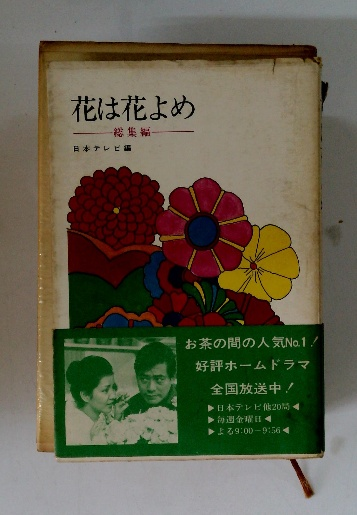 花は花よめ
総集編
日本テレビ編
お茶の間の人気No.1!
好評ホームドラマ
全国放送中!
▶日本テレビ他20局◀
▶毎週金曜日◀
▶よる9:00-9:56◀